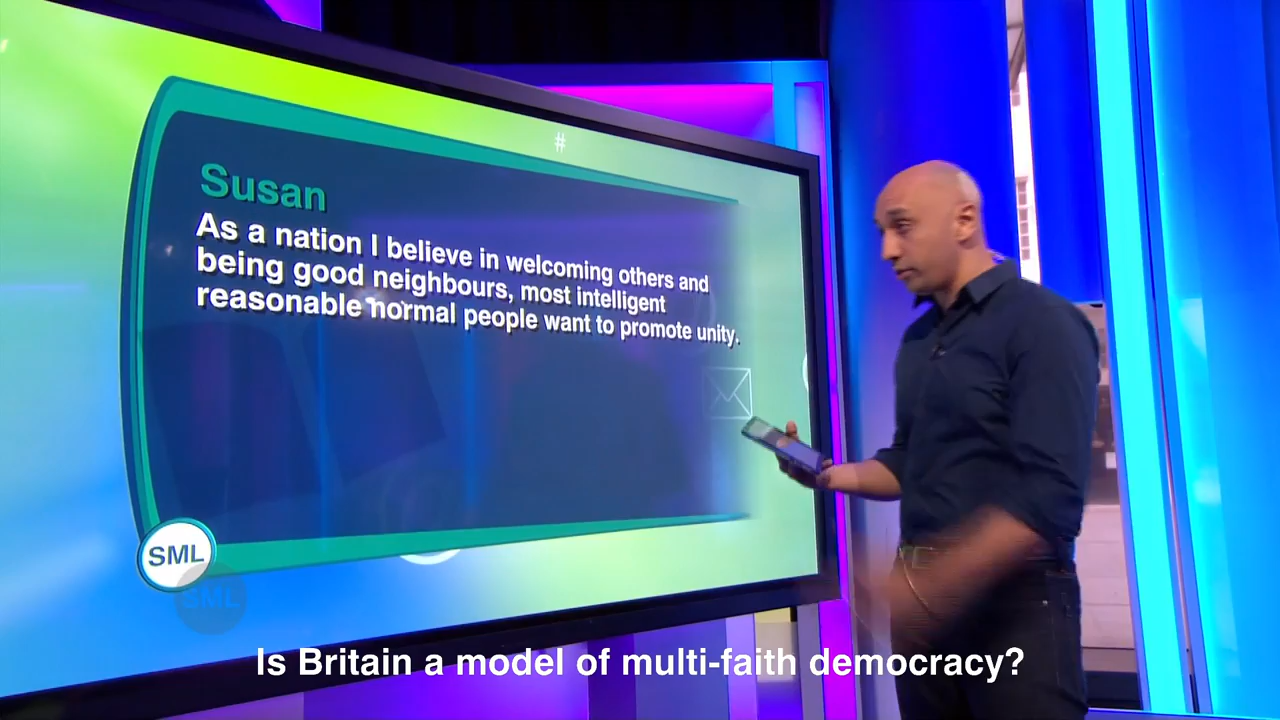 #
Susan
As a nation I believe in welcoming others and
being good neighbours, most intelligent
reasonable normal people want to promote unity.
SML
SML
Is Britain a model of multi-faith democracy?